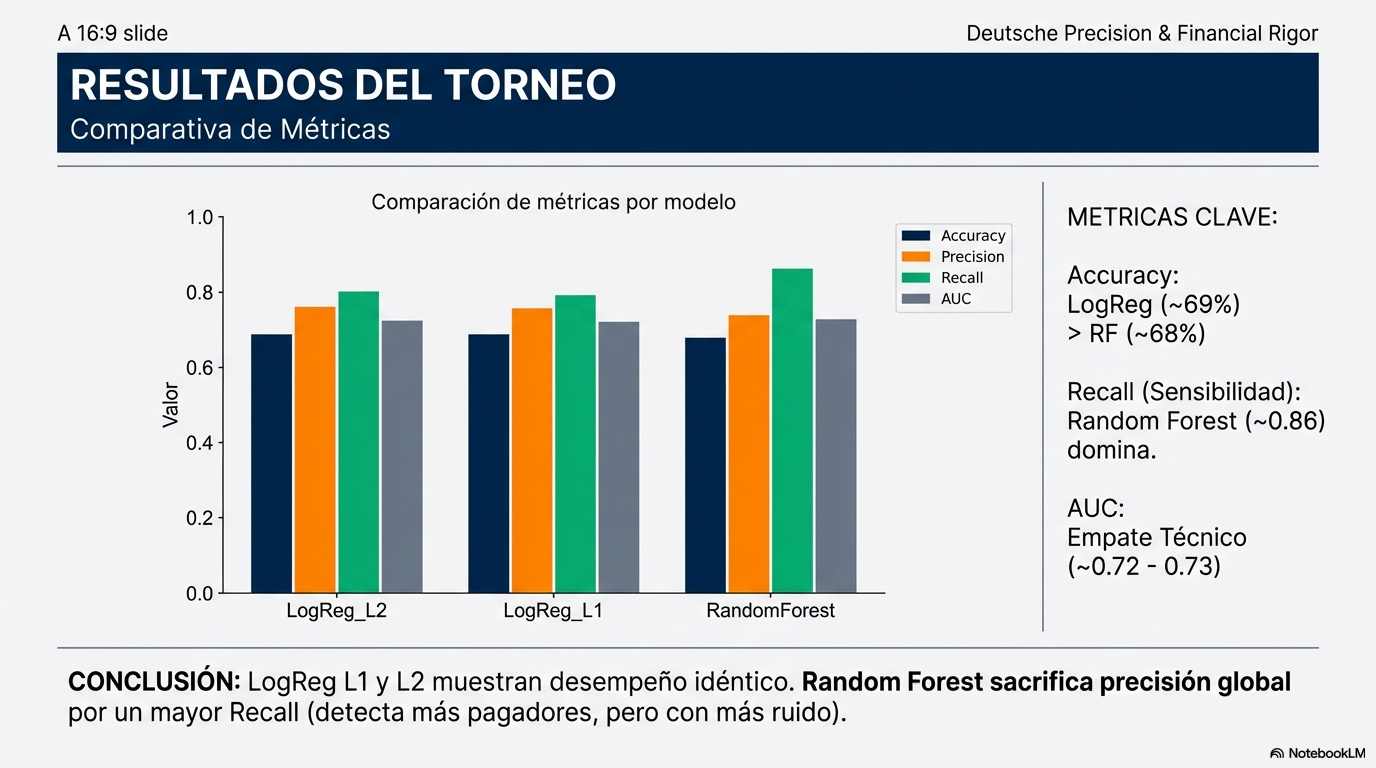 A 16:9 slide
Deutsche Precision & Financial Rigor
RESULTADOS DEL TORNEO
Comparativa de Métricas
Comparación de métricas por modelo
1.0
0.8
0.6
0.4
0.2
0.0
Valor
LogReg_L2
LogReg_L1
RandomForest
Accuracy
Precision
Recall
AUC
METRICAS CLAVE:
Accuracy:
LogReg (~69%)
> RF (~68%)
Recall (Sensibilidad):
Random Forest (~0.86)
domina.
AUC:
Empate Técnico
(~0.72 - 0.73)
CONCLUSIÓN: LogReg L1 y L2 muestran desempeño idéntico. Random Forest sacrifica precisión global
por un mayor Recall (detecta más pagadores, pero con más ruido).
NotebookLM